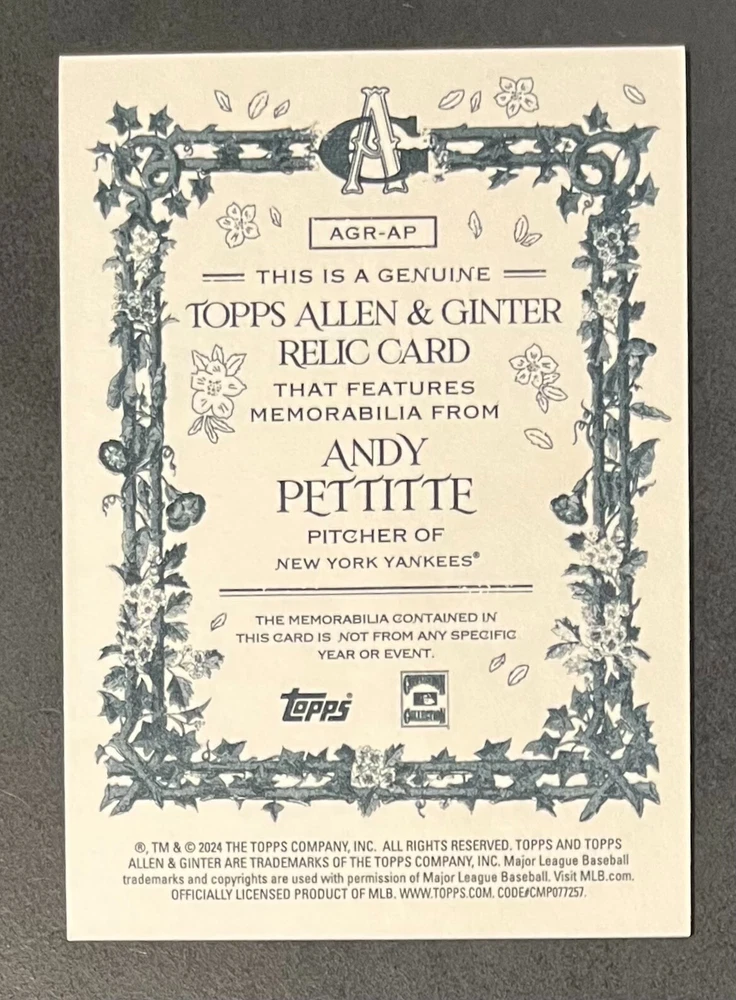 AG
AGR-AP
THIS IS A GENUINE
TOPPS ALLEN & GINTER
RELIC CARD
THAT FEATURES
MEMORABILIA FROM
ANDY
PETTITTE
PITCHER OF
NEW YORK YANKEES®
THE MEMORABILIA CONTAINED IN
THIS CARD IS NOT FROM ANY SPECIFIC
YEAR OR EVENT.
topps®
COOPERSTOWN
COLLECTION
®, TM & © 2024 THE TOPPS COMPANY, INC. ALL RIGHTS RESERVED. TOPPS AND TOPPS
ALLEN & GINTER ARE TRADEMARKS OF THE TOPPS COMPANY, INC. Major League Baseball
trademarks and copyrights are used with permission of Major League Baseball. Visit MLB.com.
OFFICIALLY LICENSED PRODUCT OF MLB. WWW.TOPPS.COM. CODE#CMP077257.